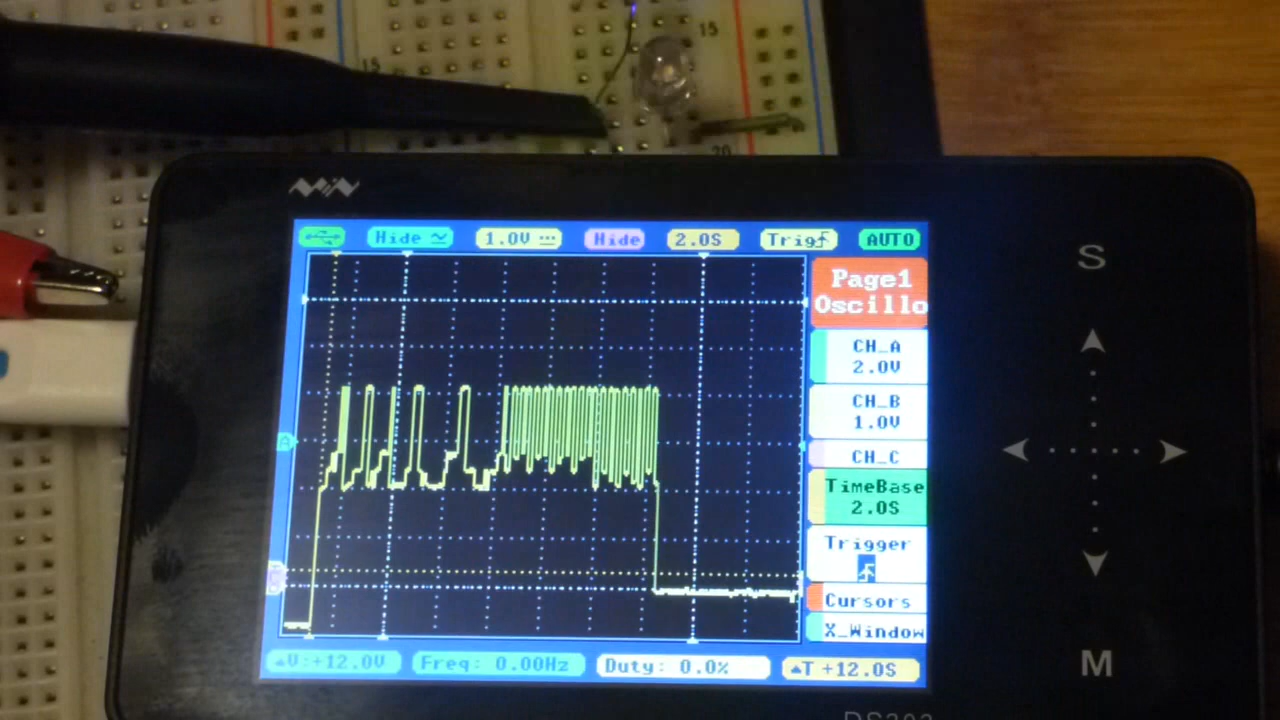 15
15
20
MiN
Hide 1.0V Hide 2.0S Trig AUTO
Page1
Oscillo
CH_A
2.0V
CH_B
1.0V
CH_C
TimeBase
2.0S
Trigger
Cursors
X_Window
A
▲V:+12.0V Freq: 0.00Hz Duty: 0.0% ▲T +12.0S
S
M